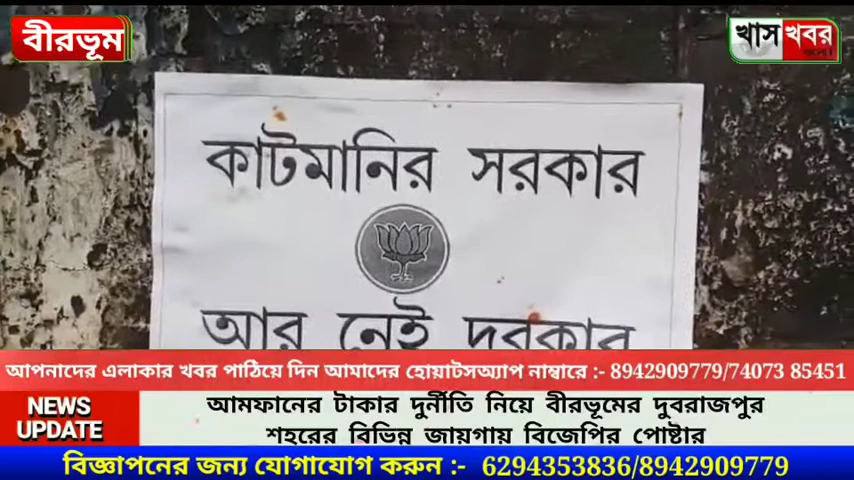 বীরভূম
খাস খবর
কাটমানির সরকার
আর নেই দরকার
আপনাদের এলাকার খবর পাঠিয়ে দিন আমাদের হোয়াটসঅ্যাপ নাম্বারে :- 8942909779/74073 85451
NEWS UPDATE
আমফানের টাকার দুর্নীতি নিয়ে বীরভূমের দুবরাজপুর
শহরের বিভিন্ন জায়গায় বিজেপির পোষ্টার
বিজ্ঞাপনের জন্য যোগাযোগ করুন :- 6294353836/8942909779